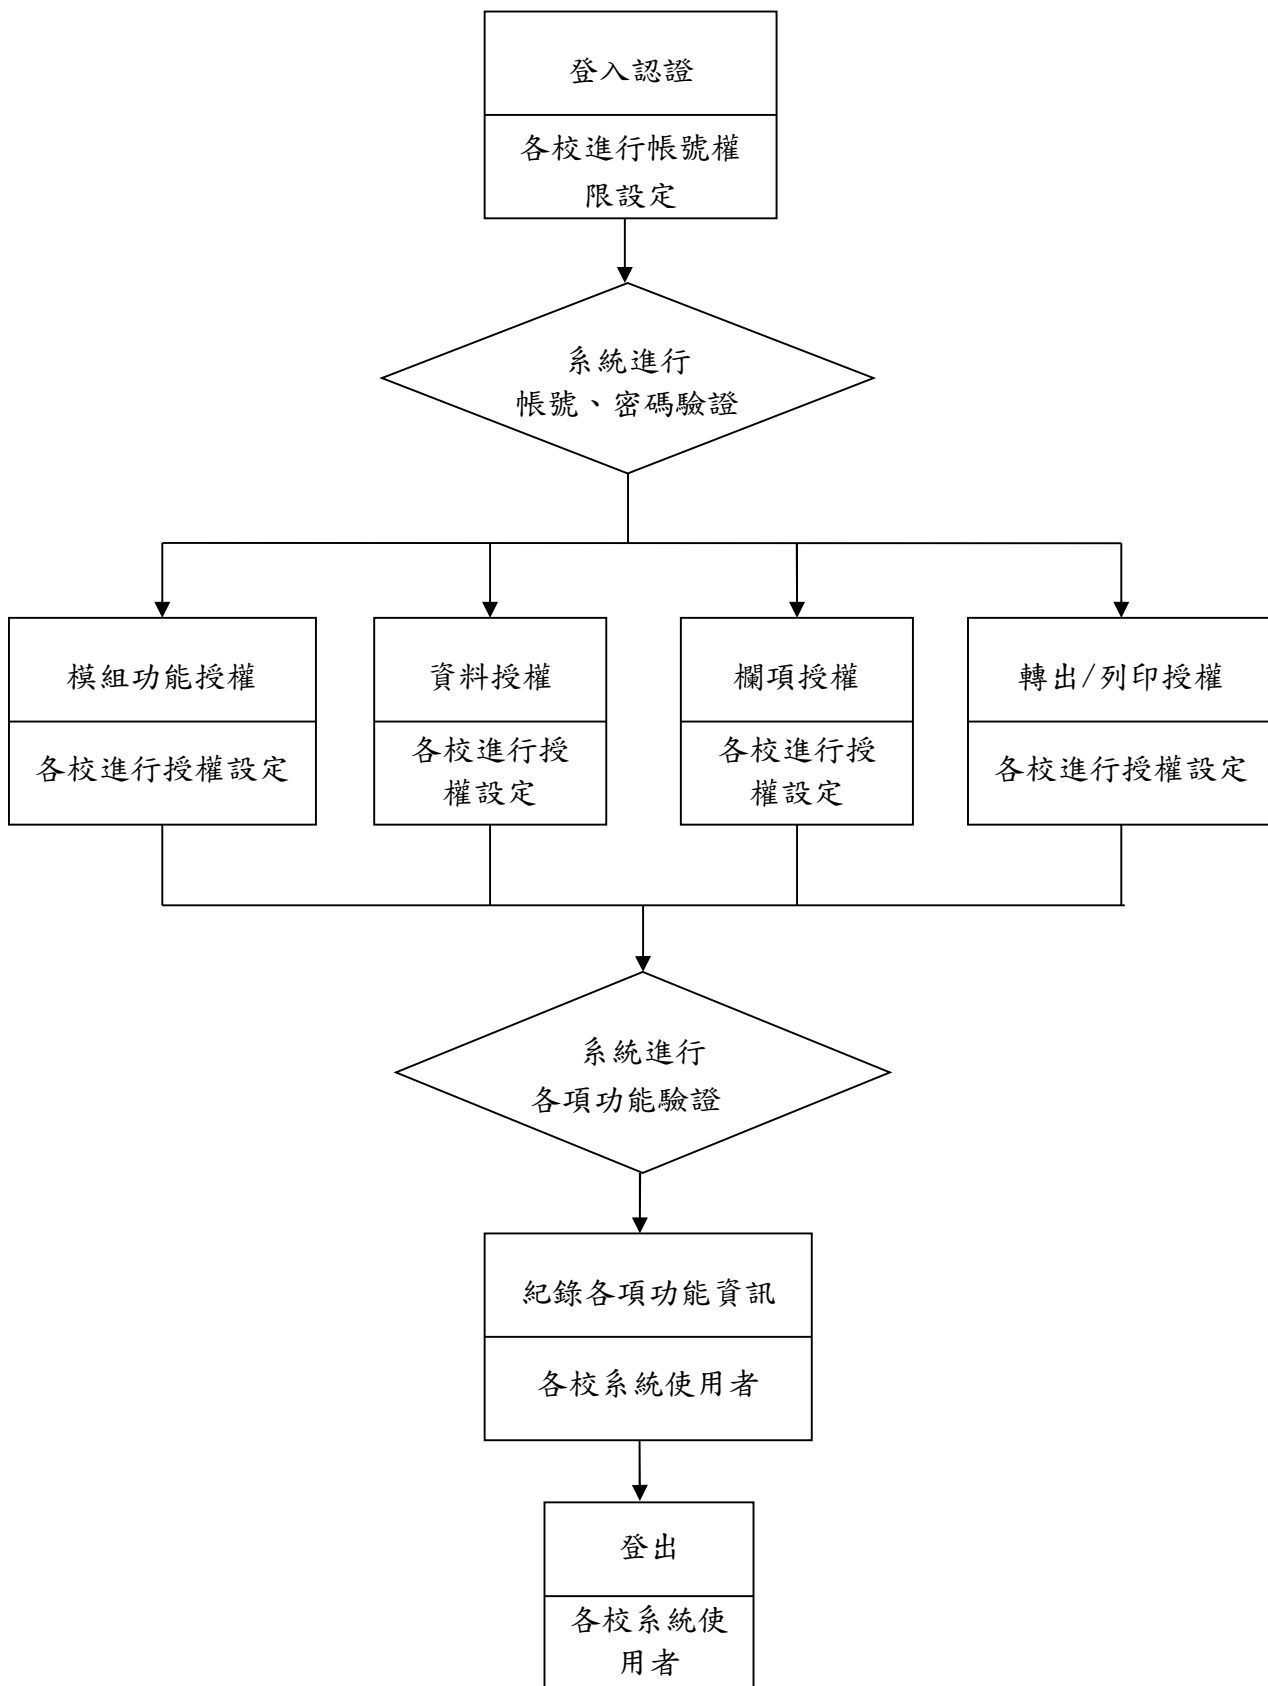 登入認證
各校進行帳號權
限設定
系統進行
帳號、密碼驗證
模組功能授權
各校進行授權設定
資料授權
各校進行授
權設定
欄項授權
各校進行授
權設定
轉出/列印授權
各校進行授權設定
系統進行
各項功能驗證
紀錄各項功能資訊
各校系統使用者
登出
各校系統使
用者